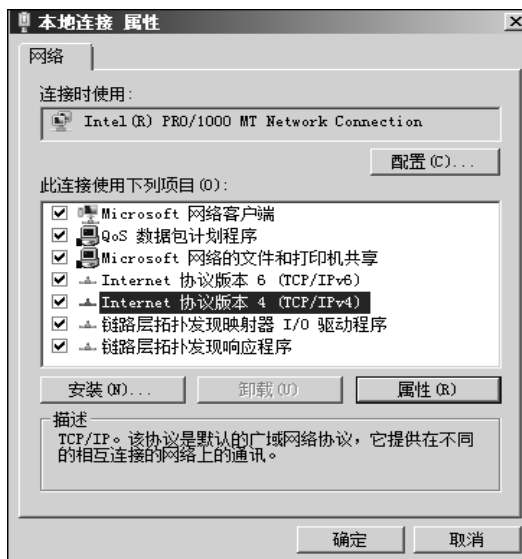 本地连接 属性
网络
连接时使用:
Intel(R) PRO/1000 MT Network Connection
配置(C)...
此连接使用下列项目(O):
Microsoft 网络客户端
QoS 数据包计划程序
Microsoft 网络的文件和打印机共享
Internet 协议版本 6 (TCP/IPv6)
Internet 协议版本 4 (TCP/IPv4)
链路层拓扑发现映射器 I/O 驱动程序
链路层拓扑发现响应程序
安装(N)... 卸载(U) 属性(R)
描述
TCP/IP。该协议是默认的广域网络协议，它提供在不同
的相互连接的网络上的通讯。
确定 取消